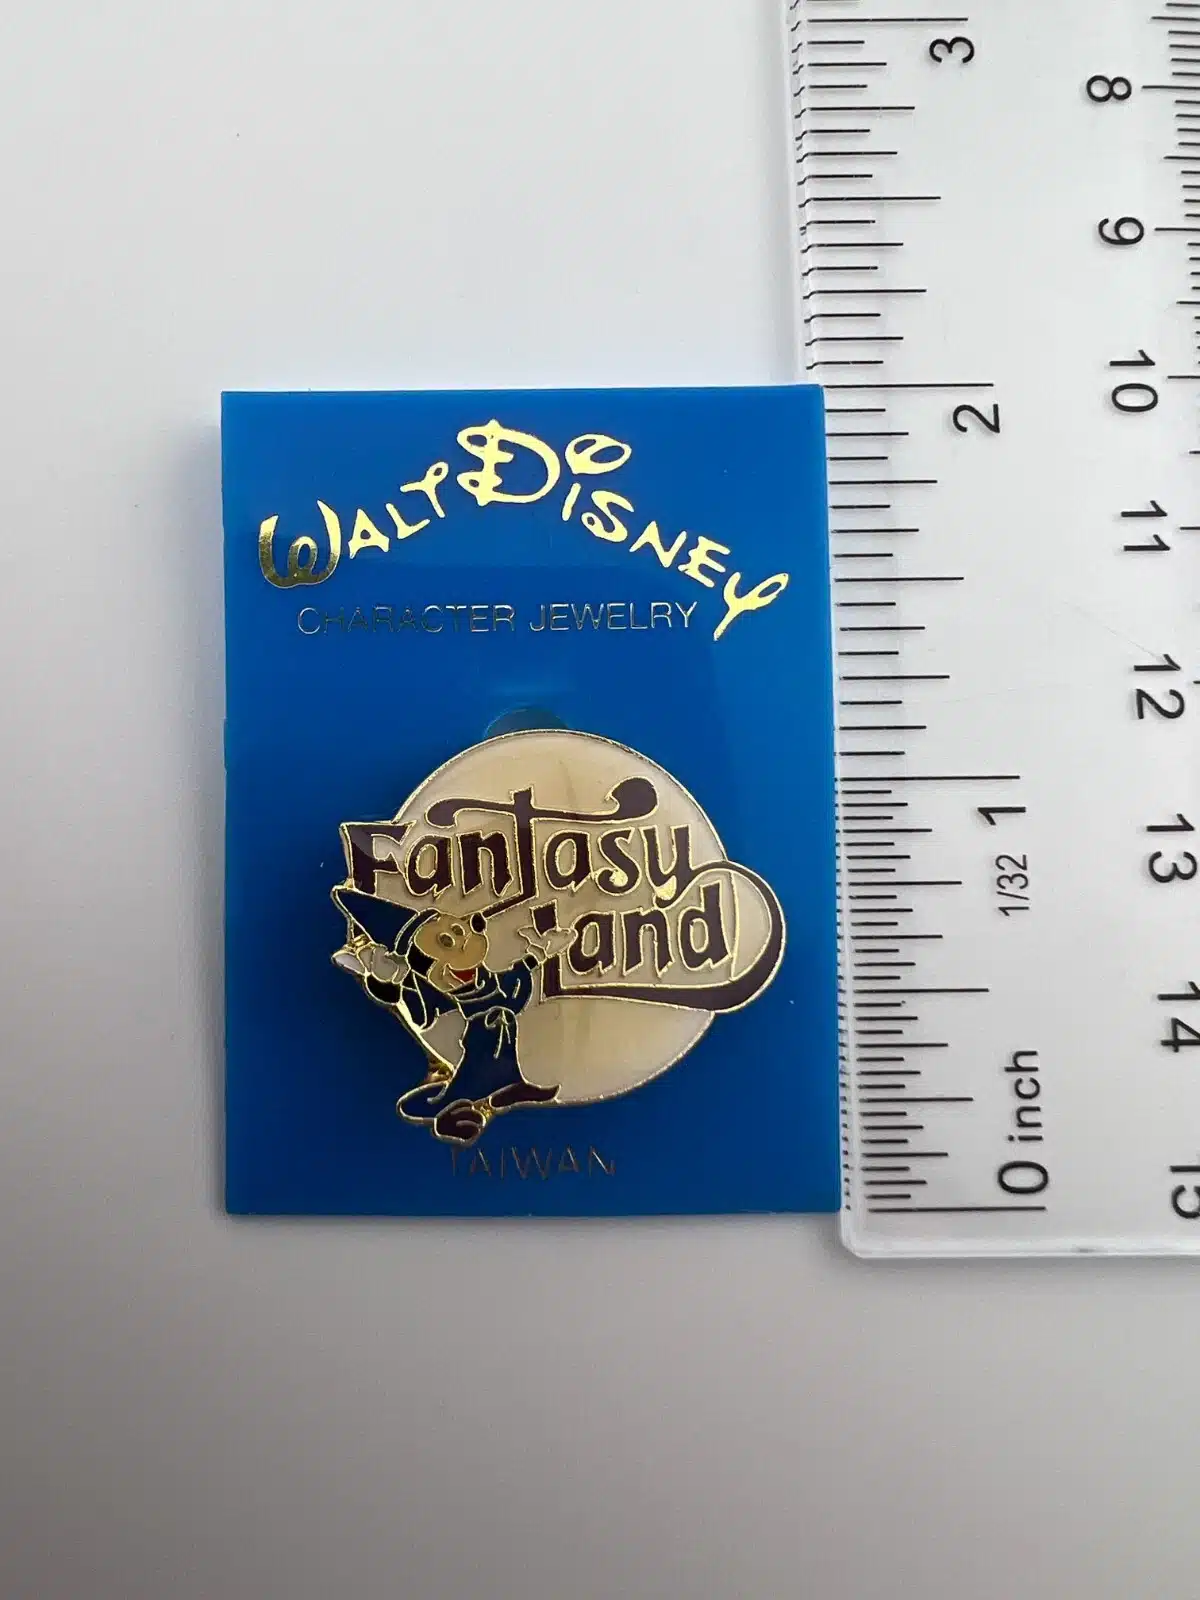 WALT DISNEY
CHARACTER JEWELRY
Fantasy
Land
TAIWAN
3
2
1
1/32
0 inch
8
9
10
11
12
13
14
15